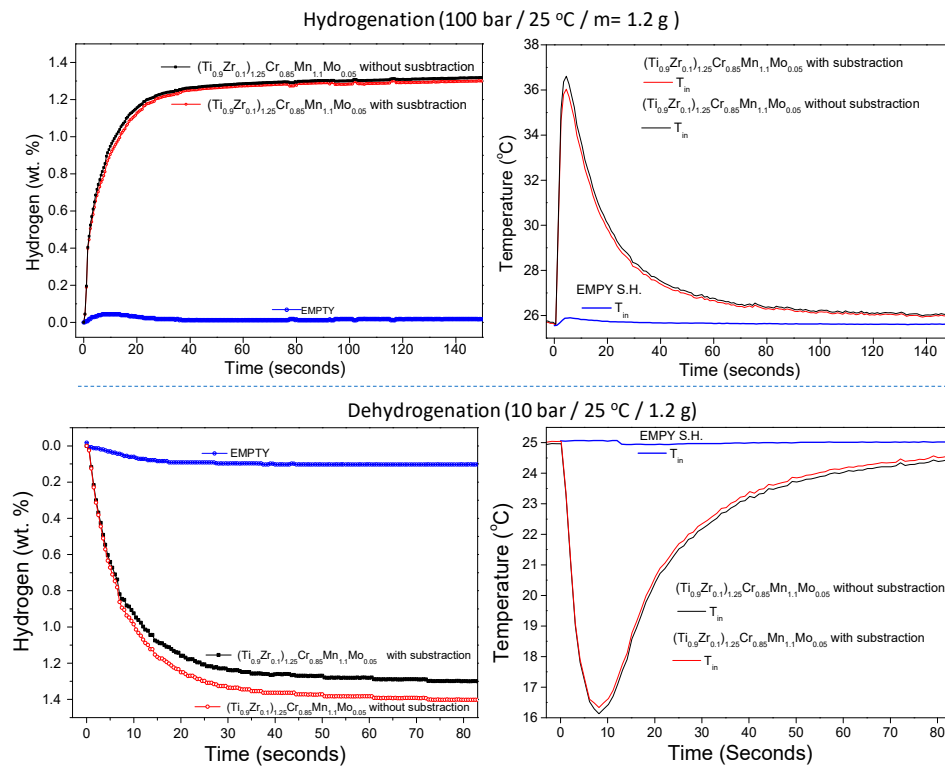 Hydrogenation (100 bar / 25 °C / m= 1.2 g )
1.4
1.2
1.0
0.8
0.6
0.4
0.2
0.0
Hydrogen (wt. %)
(Ti0.9Zr0.1)1.25Cr0.85Mn1.1Mo0.05 without susbtraction
(Ti0.9Zr0.1)1.25Cr0.85Mn1.1Mo0.05 with susbtraction
EMPTY
0 20 40 60 80 100 120 140
Time (seconds)
38
36
34
32
30
28
26
Temperature (°C)
(Ti0.9Zr0.1)1.25Cr0.85Mn1.1Mo0.05 with substraction
Tin
(Ti0.9Zr0.1)1.25Cr0.85Mn1.1Mo0.05 without substraction
Tin
EMPY S.H.
Tin
0 20 40 60 80 100 120 140
Time (seconds)
Dehydrogenation (10 bar / 25 °C / 1.2 g)
0.0
0.2
0.4
0.6
0.8
1.0
1.2
1.4
Hydrogen (wt. %)
EMPTY
(Ti0.9Zr0.1)1.25Cr0.85Mn1.1Mo0.05 with substraction
(Ti0.9Zr0.1)1.25Cr0.85Mn1.1Mo0.05 without substraction
0 10 20 30 40 50 60 70 80
Time (seconds)
25
24
23
22
21
20
19
18
17
16
Temperature (°C)
EMPY S.H.
Tin
(Ti0.9Zr0.1)1.25Cr0.85Mn1.1Mo0.05 without substraction
Tin
(Ti0.9Zr0.1)1.25Cr0.85Mn1.1Mo0.05 with substraction
Tin
0 10 20 30 40 50 60 70 80
Time (Seconds)